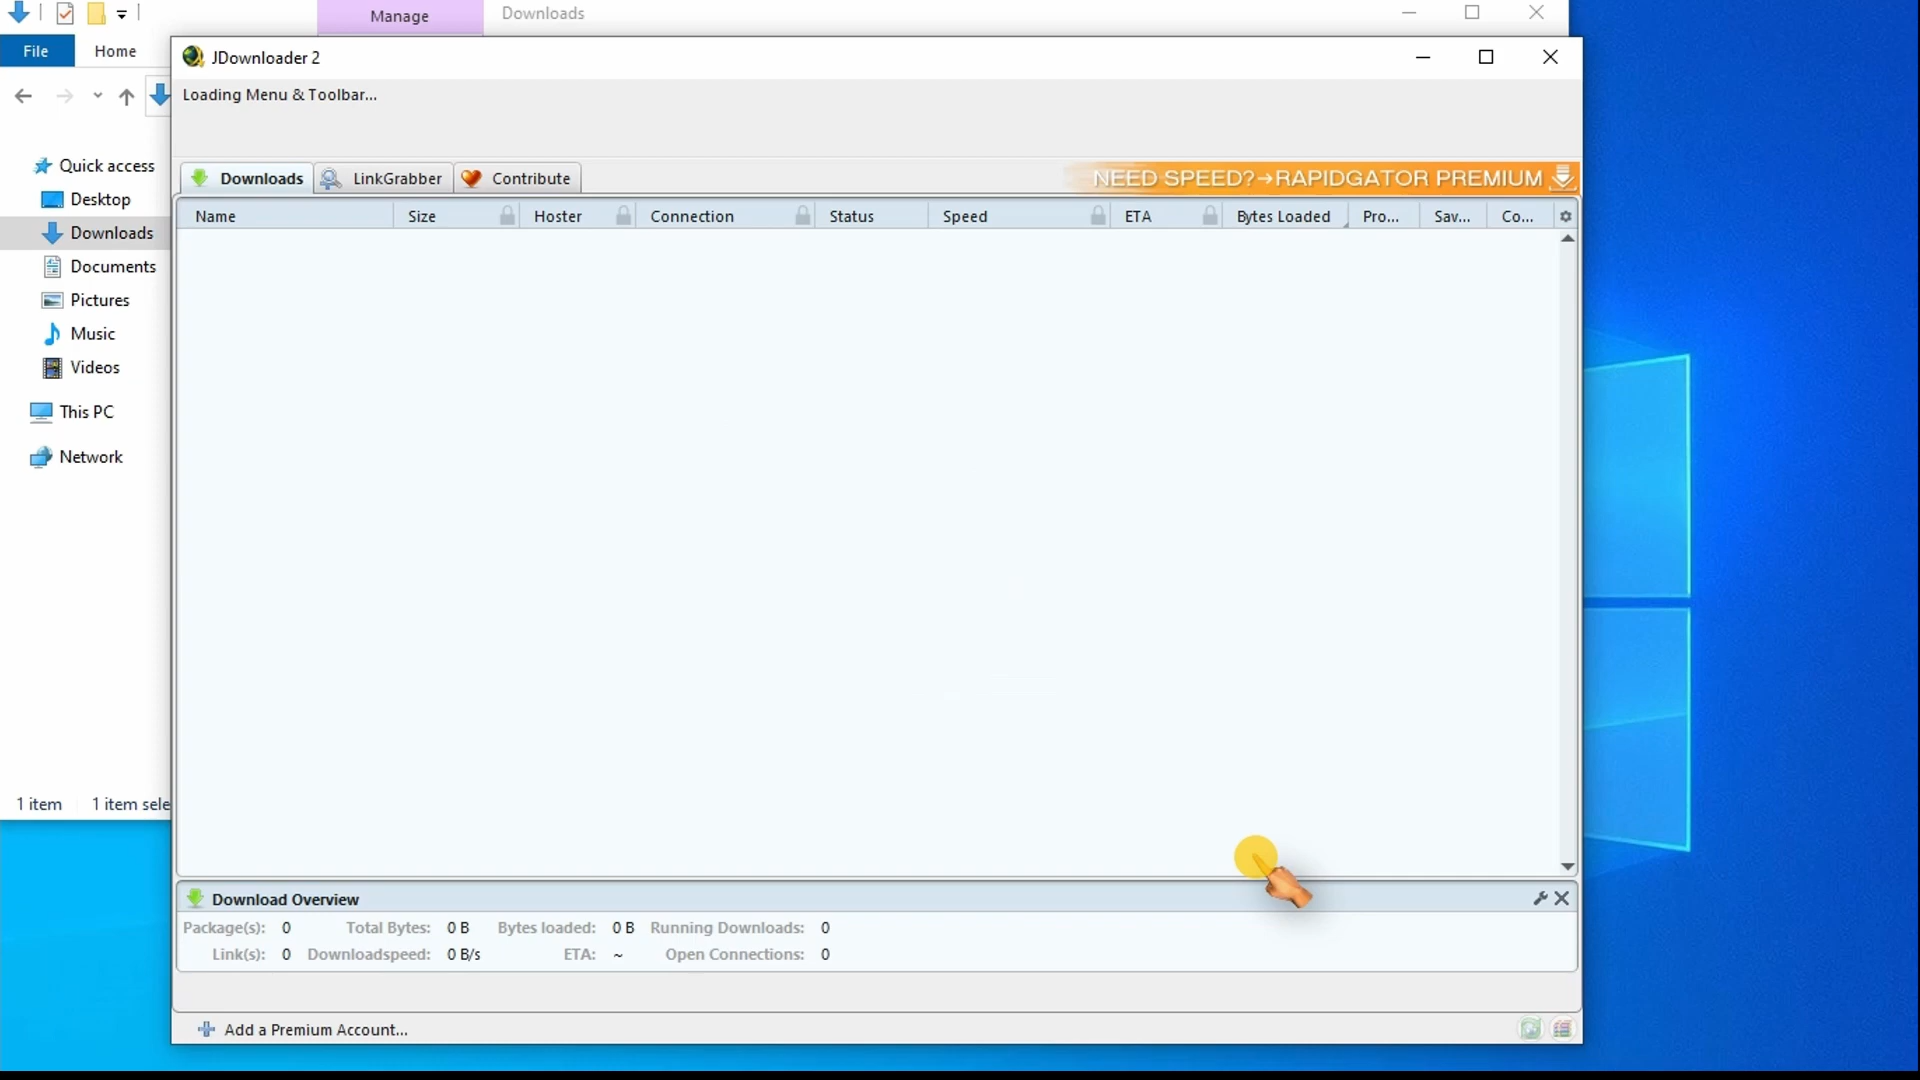 Manage
Downloads
File
Home
JDownloader 2
Loading Menu & Toolbar...
Quick access
Desktop
Downloads
Documents
Pictures
Music
Videos
This PC
Network
1 item
1 item sele
Downloads
LinkGrabber
Contribute
NEED SPEED?→RAPIDGATOR PREMIUM
Name
Size
Hoster
Connection
Status
Speed
ETA
Bytes Loaded
Pro...
Sav...
Co...
Download Overview
Package(s): 0 Total Bytes: 0 B Bytes loaded: 0 B Running Downloads: 0
Link(s): 0 Downloadspeed: 0 B/s ETA: ~ Open Connections: 0
Add a Premium Account...